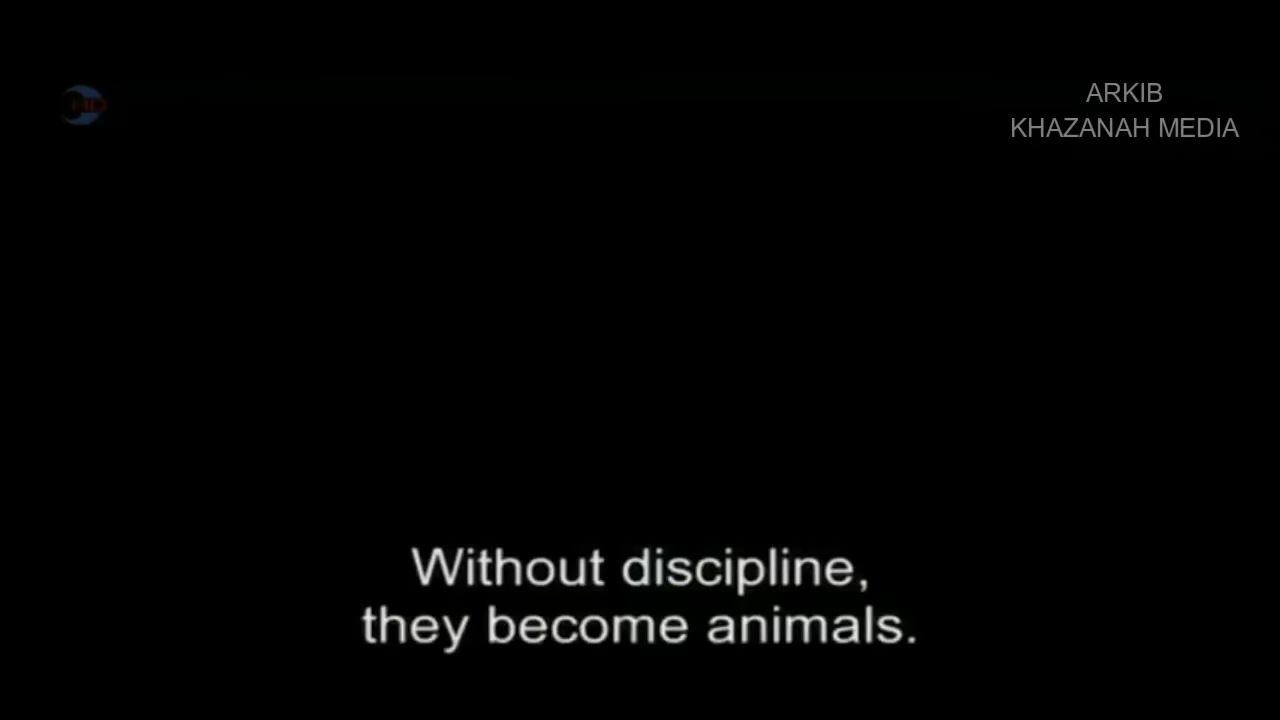 ARKIB
KHAZANAH MEDIA
Without discipline,
they become animals.